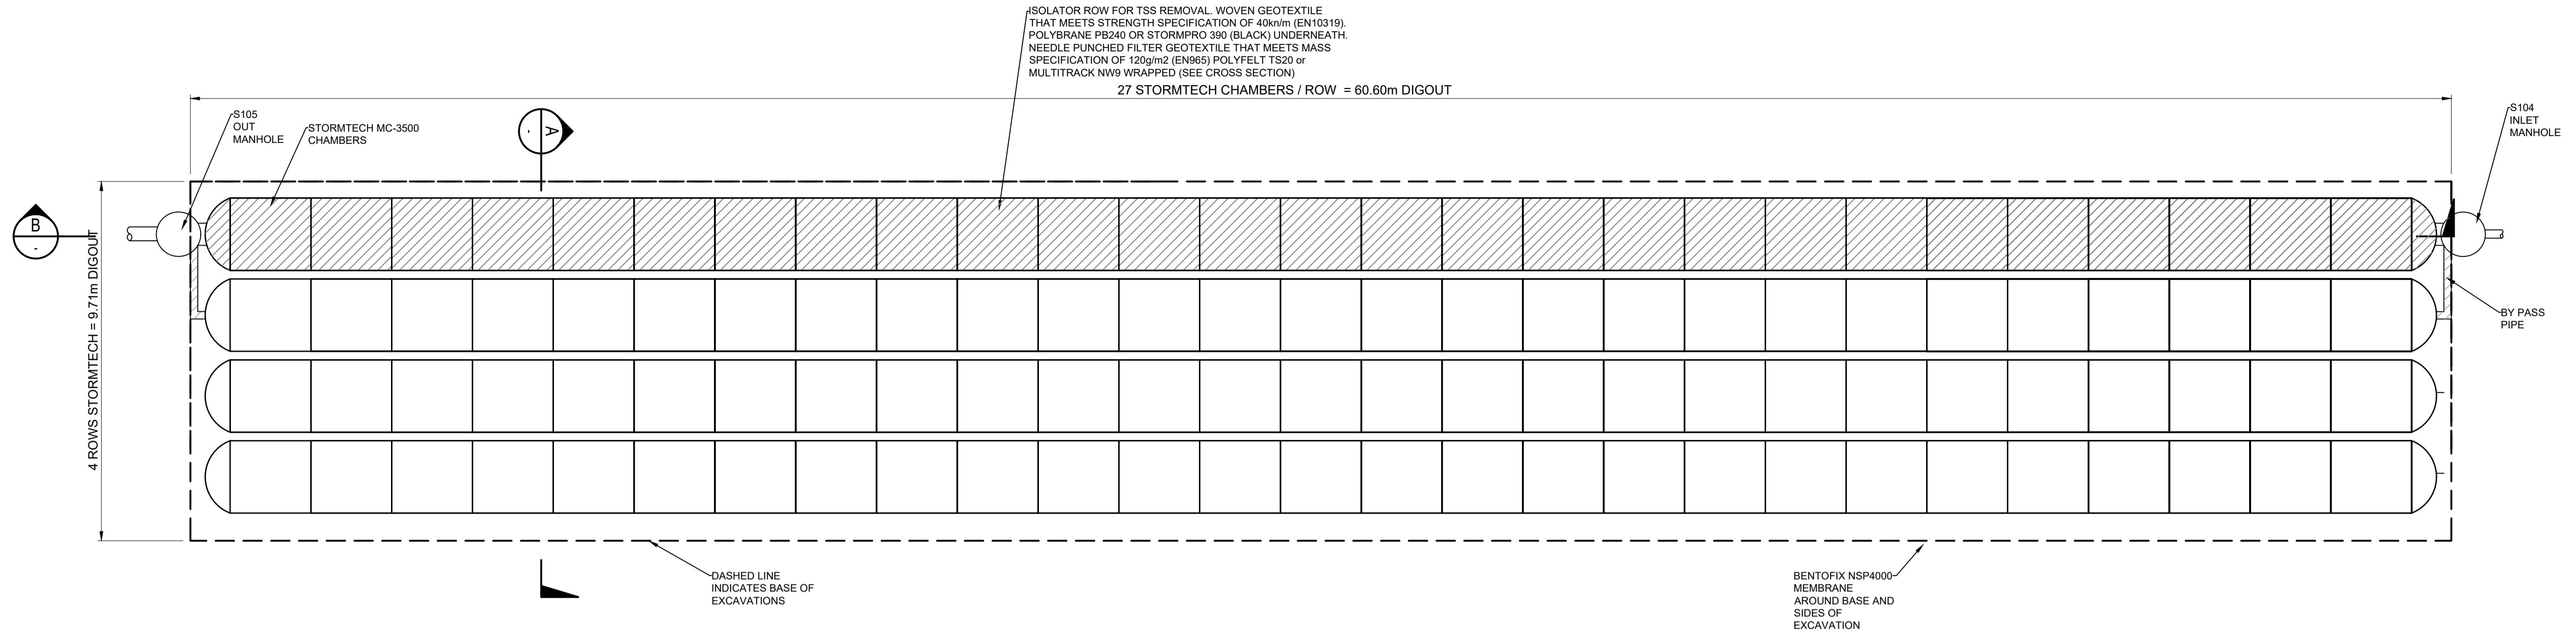 ISOLATOR ROW FOR TSS REMOVAL. WOVEN GEOTEXTILE
THAT MEETS STRENGTH SPECIFICATION OF 40kn/m (EN10319).
POLYBRANE PB240 OR STORMPRO 390 (BLACK) UNDERNEATH.
NEEDLE PUNCHED FILTER GEOTEXTILE THAT MEETS MASS
SPECIFICATION OF 120g/m2 (EN965) POLYFELT TS20 or
MULTITRACK NW9 WRAPPED (SEE CROSS SECTION)
27 STORMTECH CHAMBERS / ROW = 60.60m DIGOUT
S105
OUT
MANHOLE
STORMTECH MC-3500
CHAMBERS
A
-
S104
INLET
MANHOLE
B
-
4 ROWS STORMTECH = 9.71m DIGOUT
BY PASS
PIPE
DASHED LINE
INDICATES BASE OF
EXCAVATIONS
BENTOFIX NSP4000
MEMBRANE
AROUND BASE AND
SIDES OF
EXCAVATION